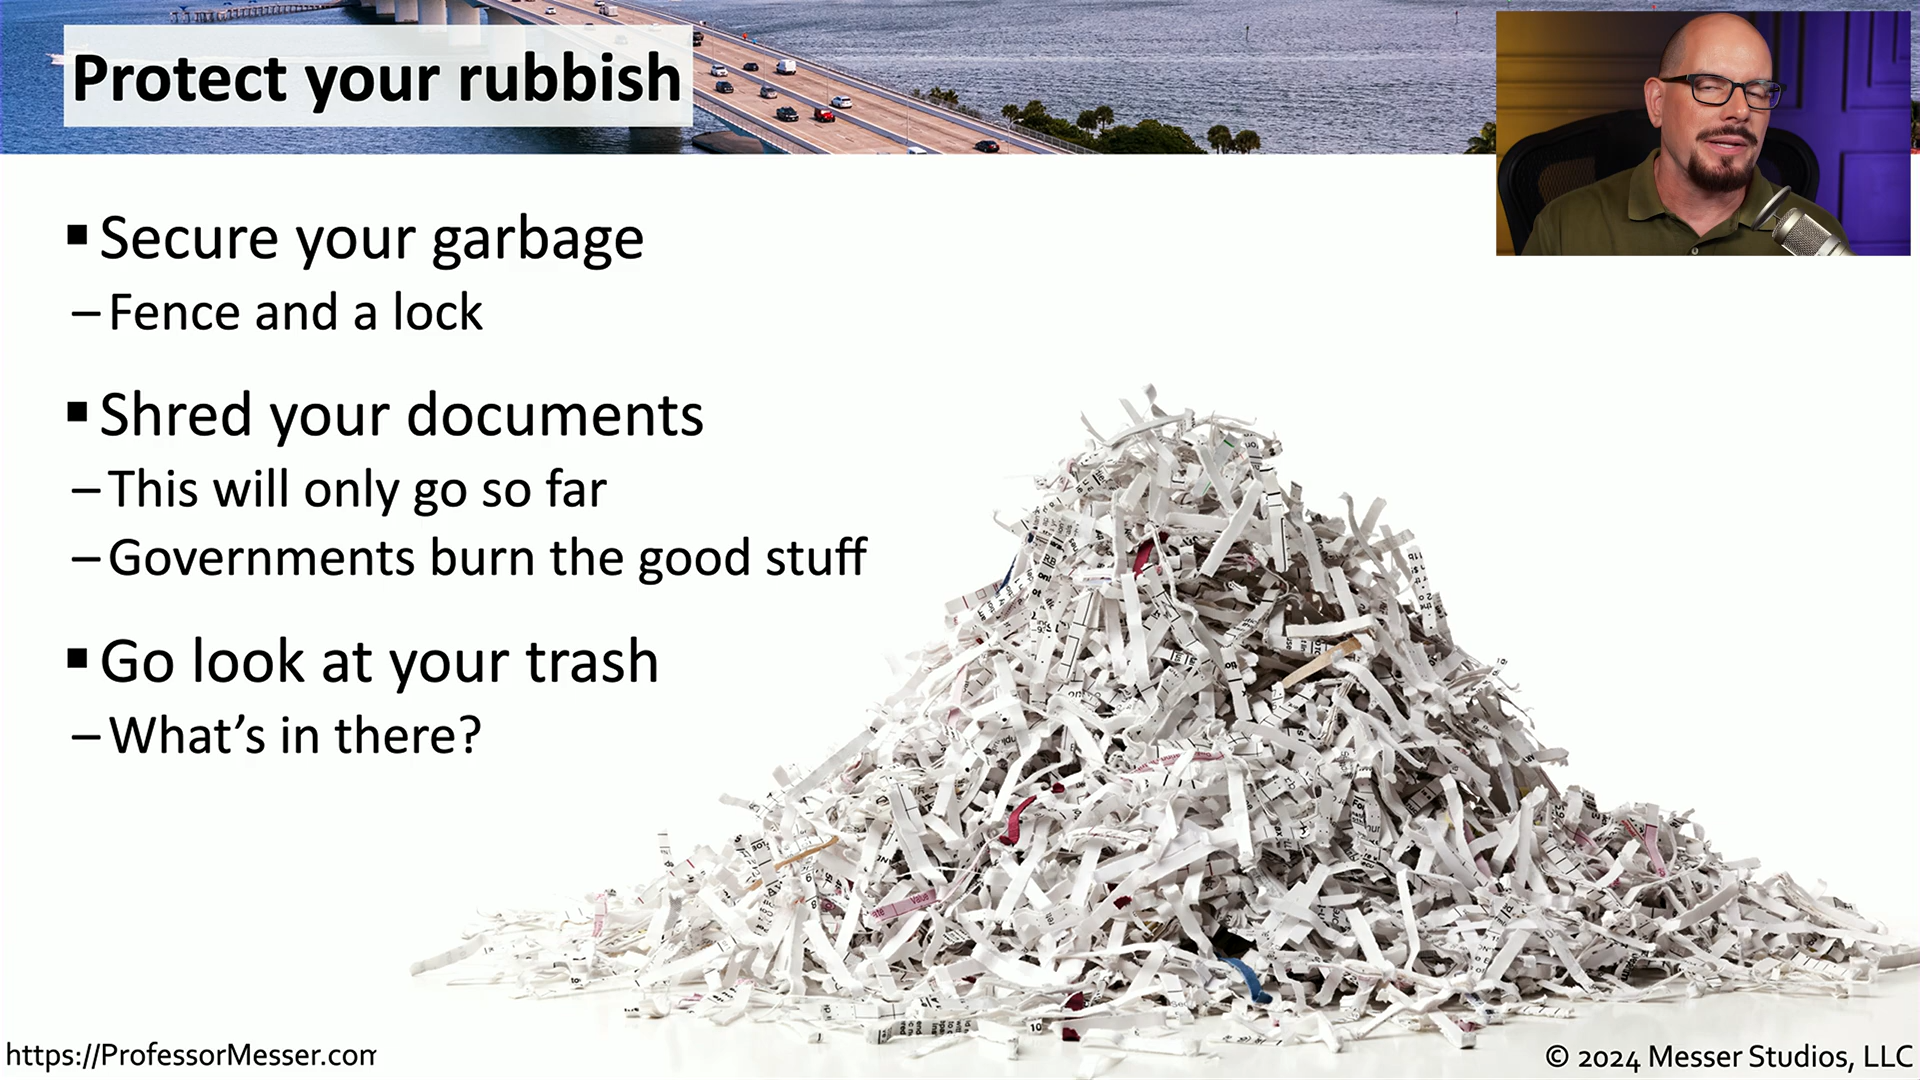 Protect your rubbish
▪ Secure your garbage
– Fence and a lock
▪ Shred your documents
– This will only go so far
– Governments burn the good stuff
▪ Go look at your trash
– What's in there?
https://ProfessorMesser.com
© 2024 Messer Studios, LLC